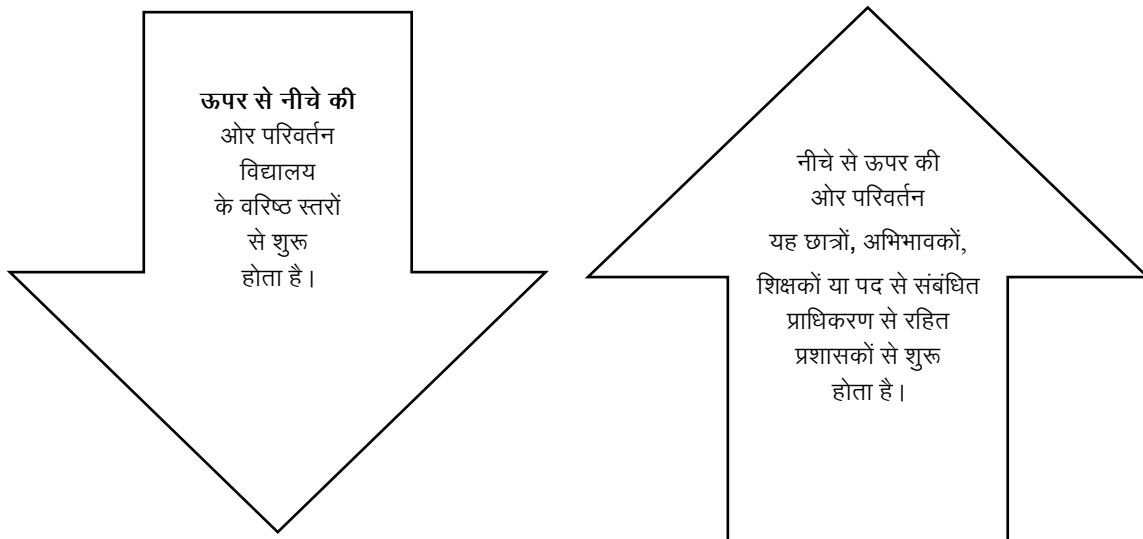 ऊपर से नीचे की
ओर परिवर्तन
विद्यालय
के वरिष्ठ स्तरों
से शुरू
होता है।
नीचे से ऊपर की
ओर परिवर्तन
यह छात्रों, अभिभावकों,
शिक्षकों या पद से संबंधित
प्राधिकरण से रहित
प्रशासकों से शुरू
होता है।